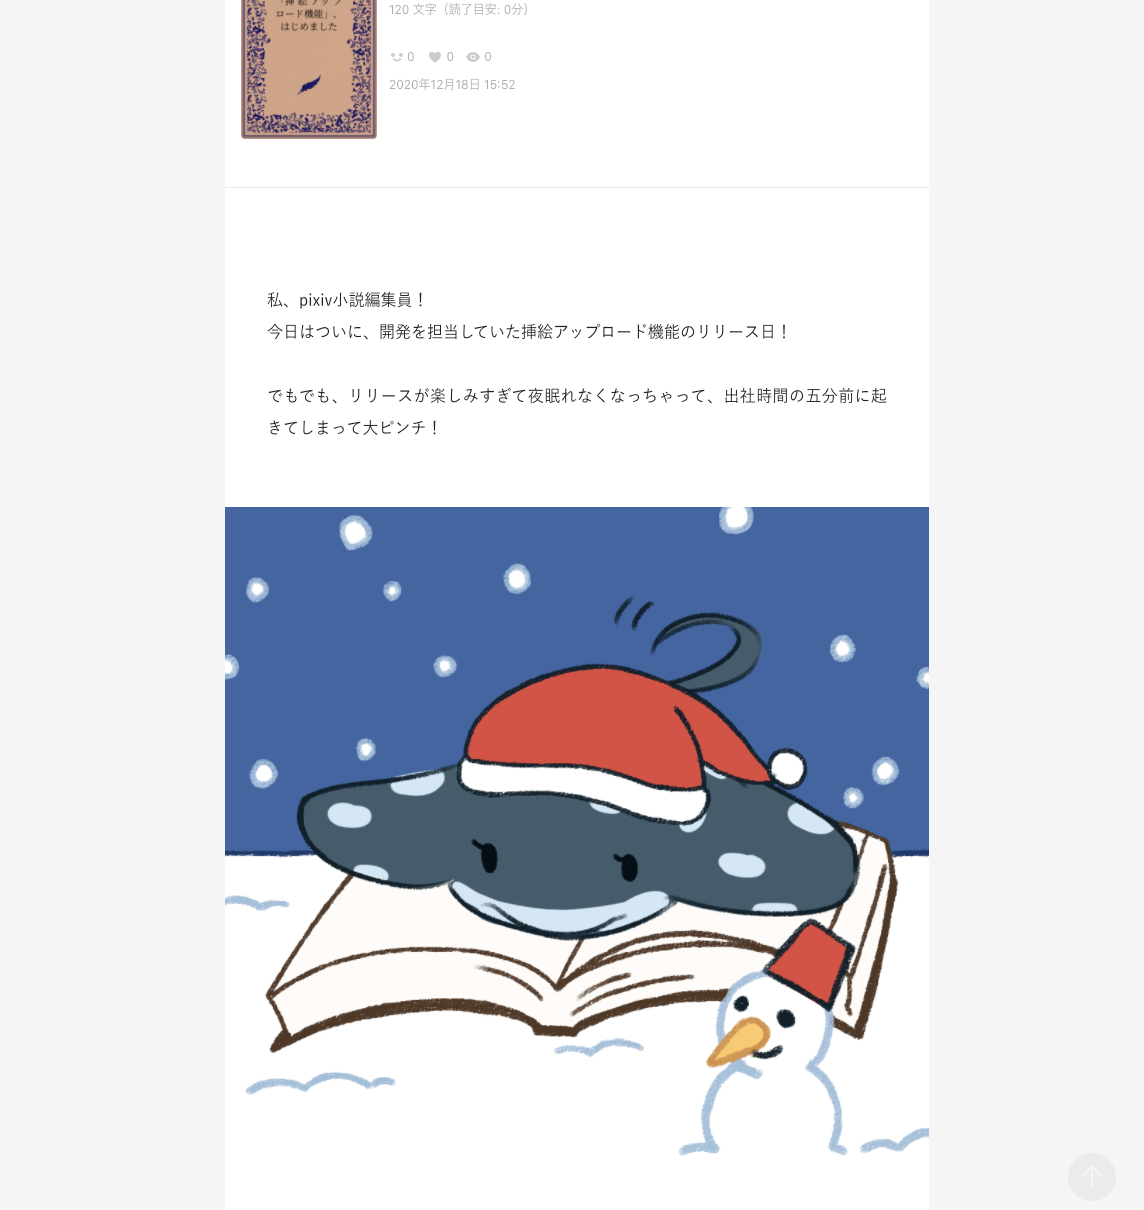 「挿絵アップ
ロード機能」、
はじめました
120 文字（読了目安: 0分）
0 0 0
2020年12月18日 15:52
私、pixiv小説編集員！
今日はついに、開発を担当していた挿絵アップロード機能のリリース日！
でもでも、リリースが楽しみすぎて夜眠れなくなっちゃって、出社時間の五分前に起
きてしまって大ピンチ！